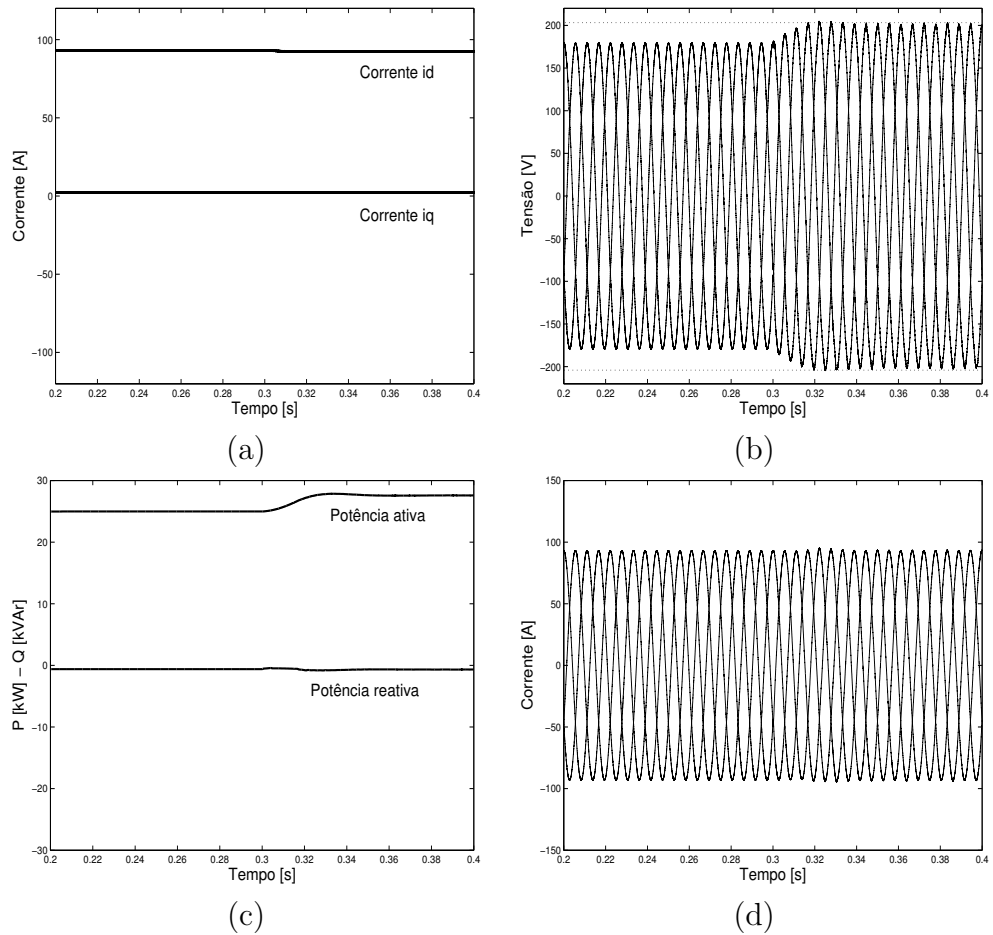 100
50
0
−50
−100
Corrente [A]
Corrente id
Corrente iq
0.2 0.22 0.24 0.26 0.28 0.3 0.32 0.34 0.36 0.38 0.4
Tempo [s]
(a)
200
150
100
50
0
−50
−100
−150
−200
Tensão [V]
0.2 0.22 0.24 0.26 0.28 0.3 0.32 0.34 0.36 0.38 0.4
Tempo [s]
(b)
30
20
10
0
−10
−20
−30
P [kW] − Q [kVAr]
Potência ativa
Potência reativa
0.2 0.22 0.24 0.26 0.28 0.3 0.32 0.34 0.36 0.38 0.4
Tempo [s]
(c)
150
100
50
0
−50
−100
−150
Corrente [A]
0.2 0.22 0.24 0.26 0.28 0.3 0.32 0.34 0.36 0.38 0.4
Tempo [s]
(d)